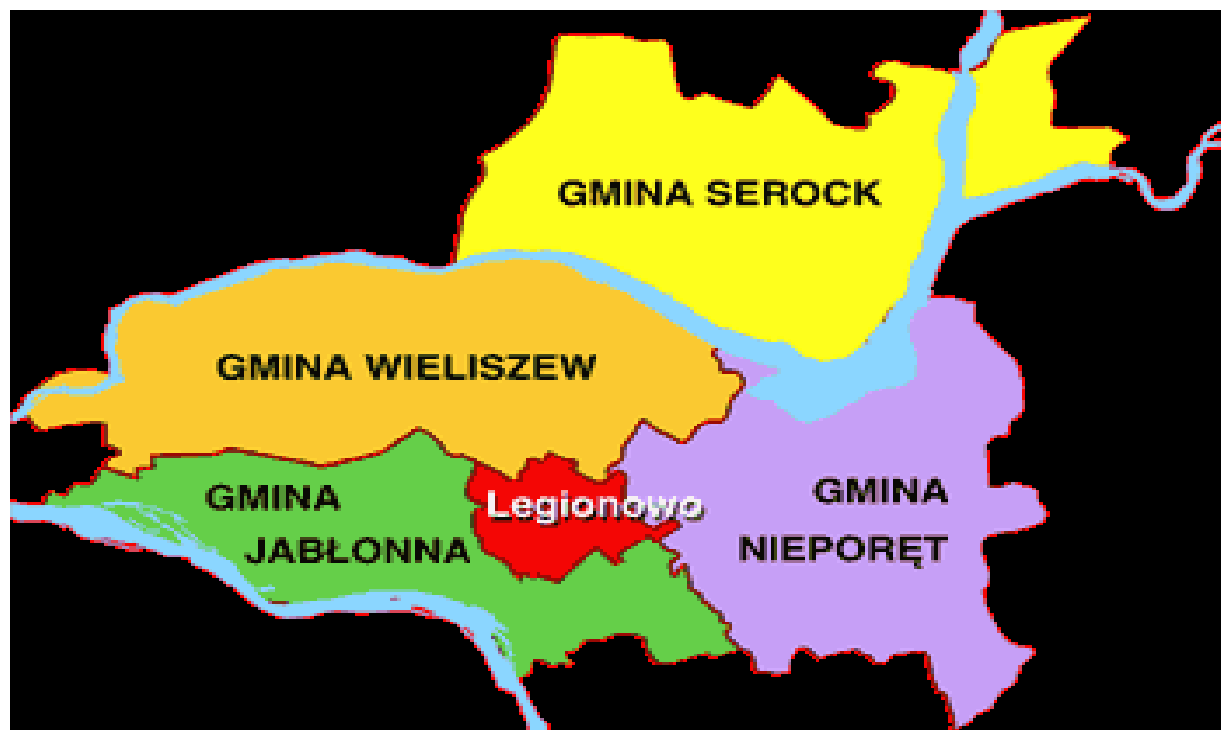 GMINA SEROCK
GMINA WIELISZEW
GMINA
JABŁONNA
Legionowo
GMINA
NIEPORĘT